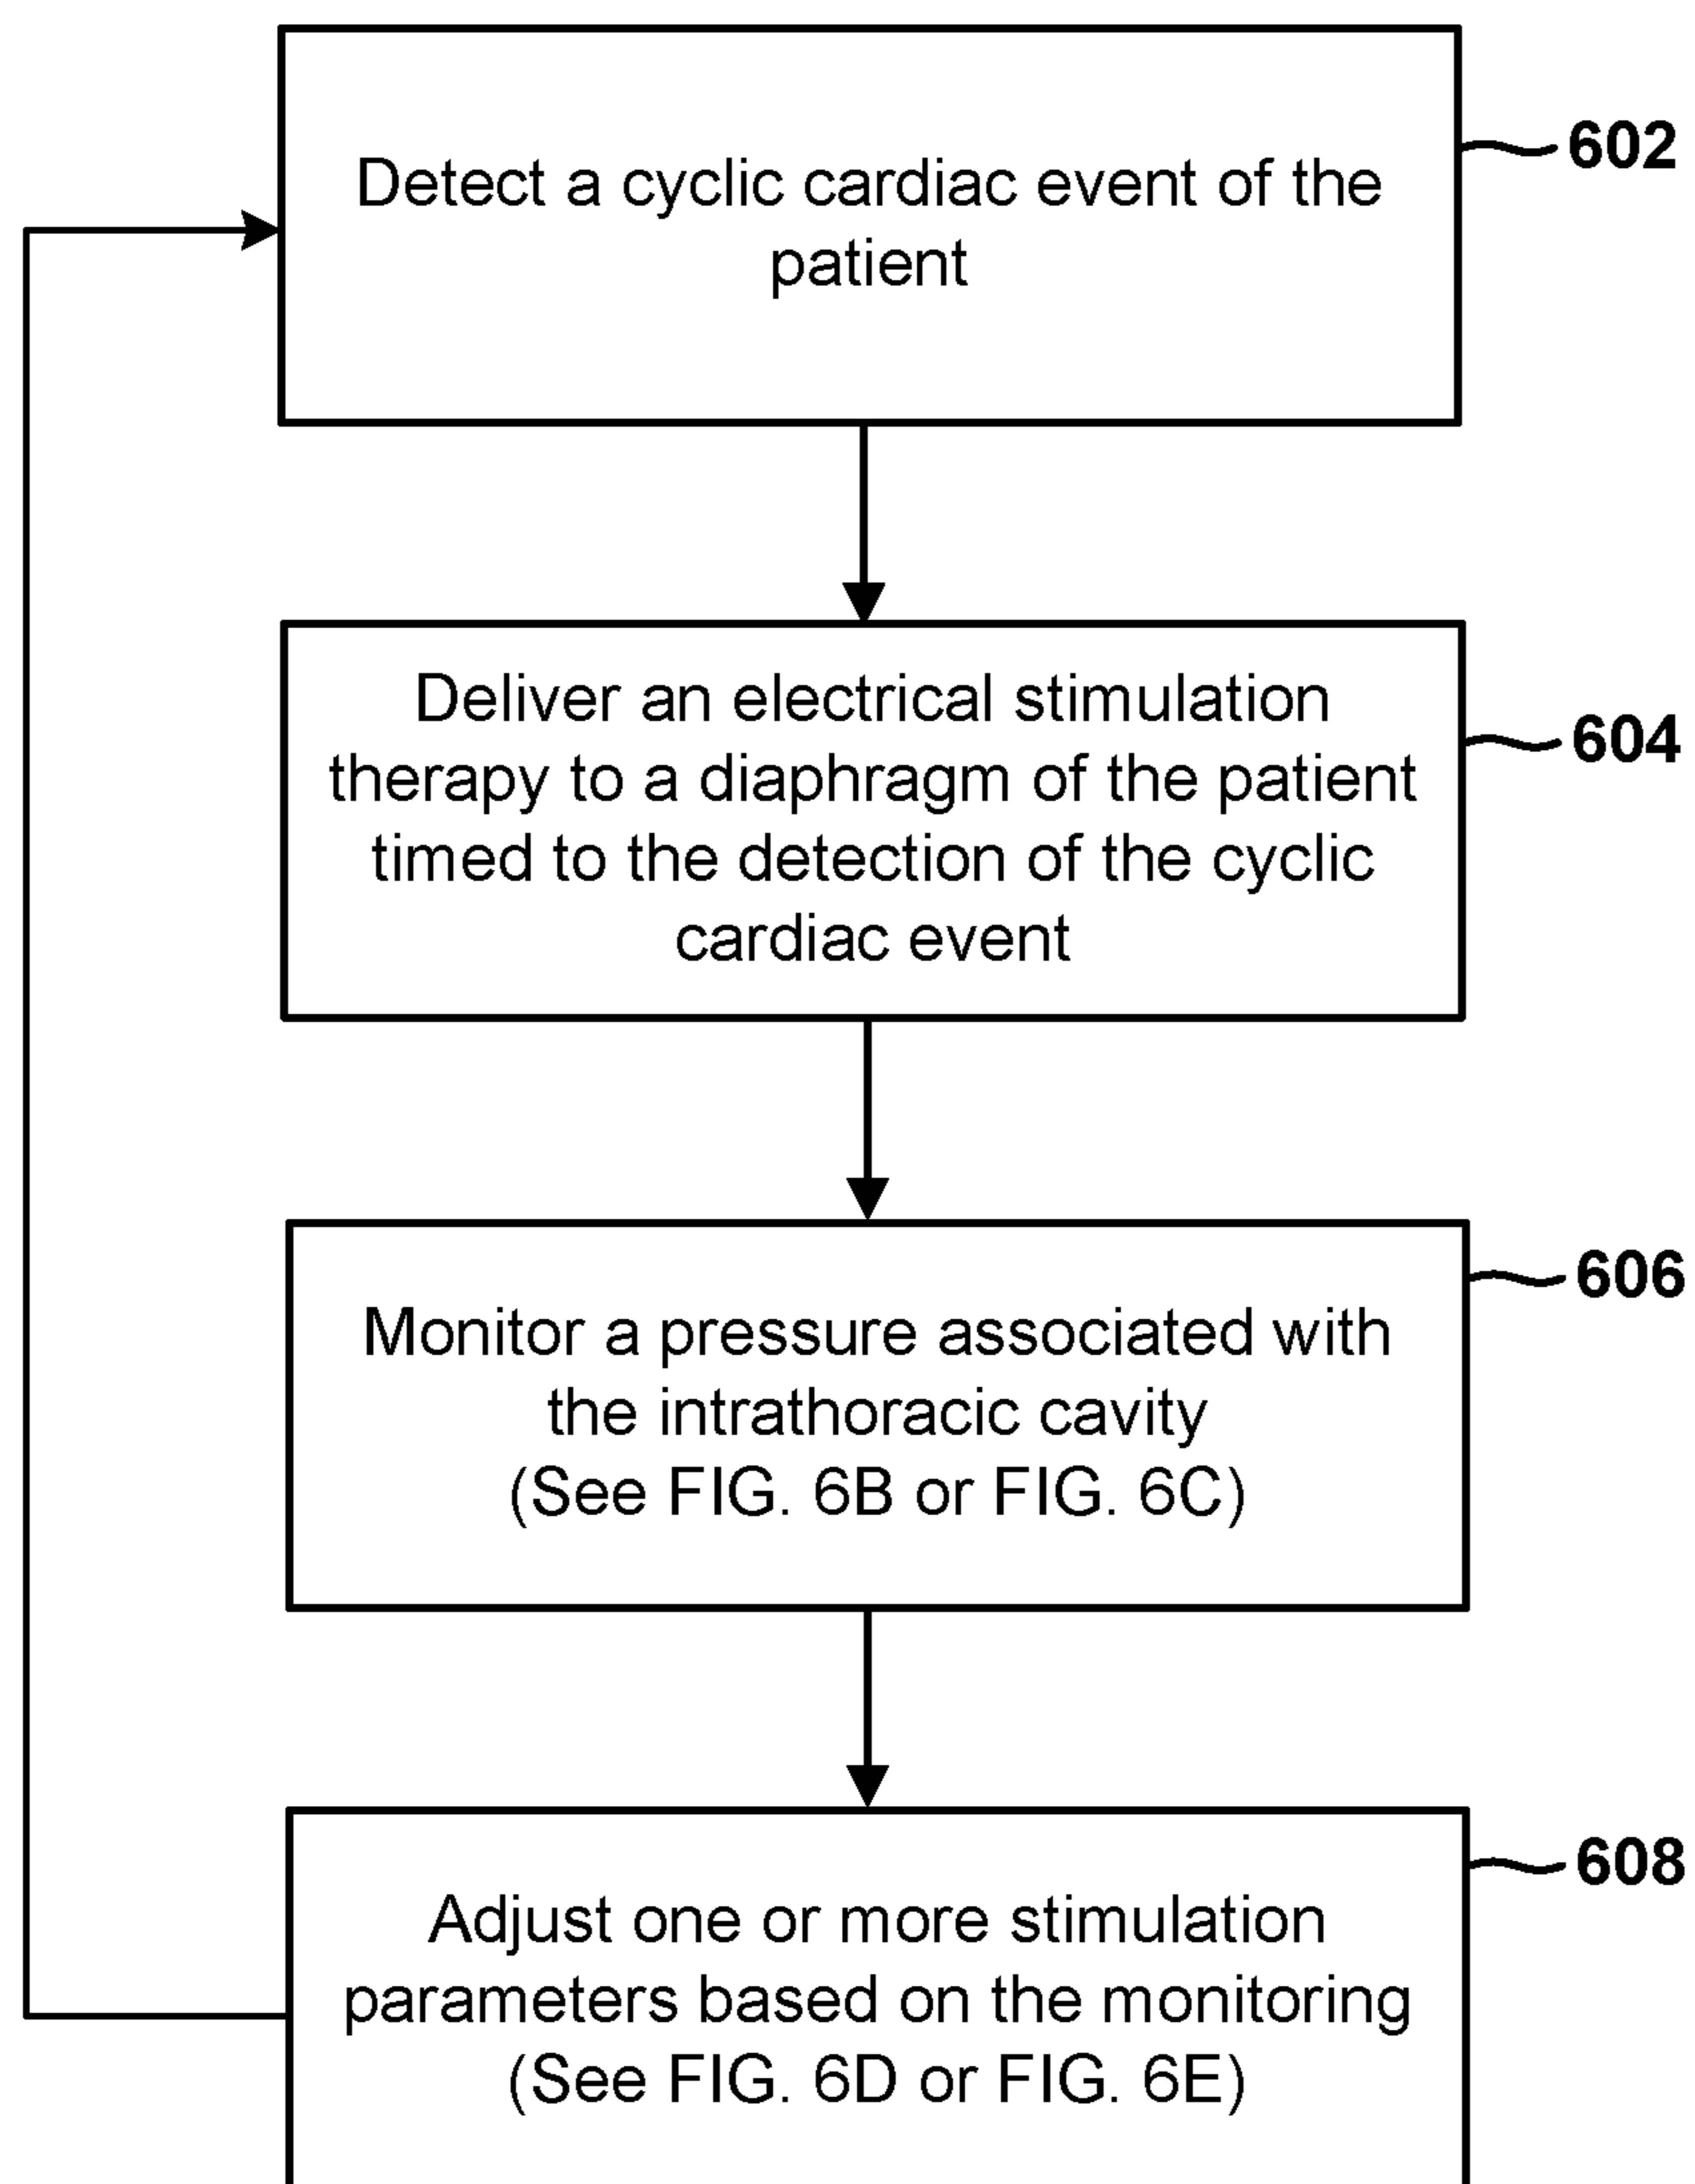 Detect a cyclic cardiac event of the
patient
602
Deliver an electrical stimulation
therapy to a diaphragm of the patient
timed to the detection of the cyclic
cardiac event
604
Monitor a pressure associated with
the intrathoracic cavity
(See FIG. 6B or FIG. 6C)
606
Adjust one or more stimulation
parameters based on the monitoring
(See FIG. 6D or FIG. 6E)
608